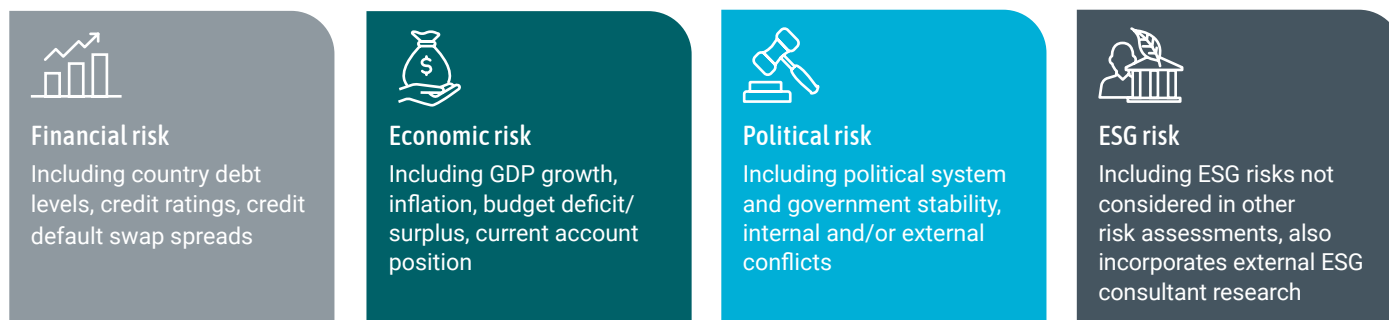 $
Financial risk
Including country debt
levels, credit ratings, credit
default swap spreads
Economic risk
Including GDP growth,
inflation, budget deficit/
surplus, current account
position
Political risk
Including political system
and government stability,
internal and/or external
conflicts
ESG risk
Including ESG risks not
considered in other
risk assessments, also
incorporates external ESG
consultant research